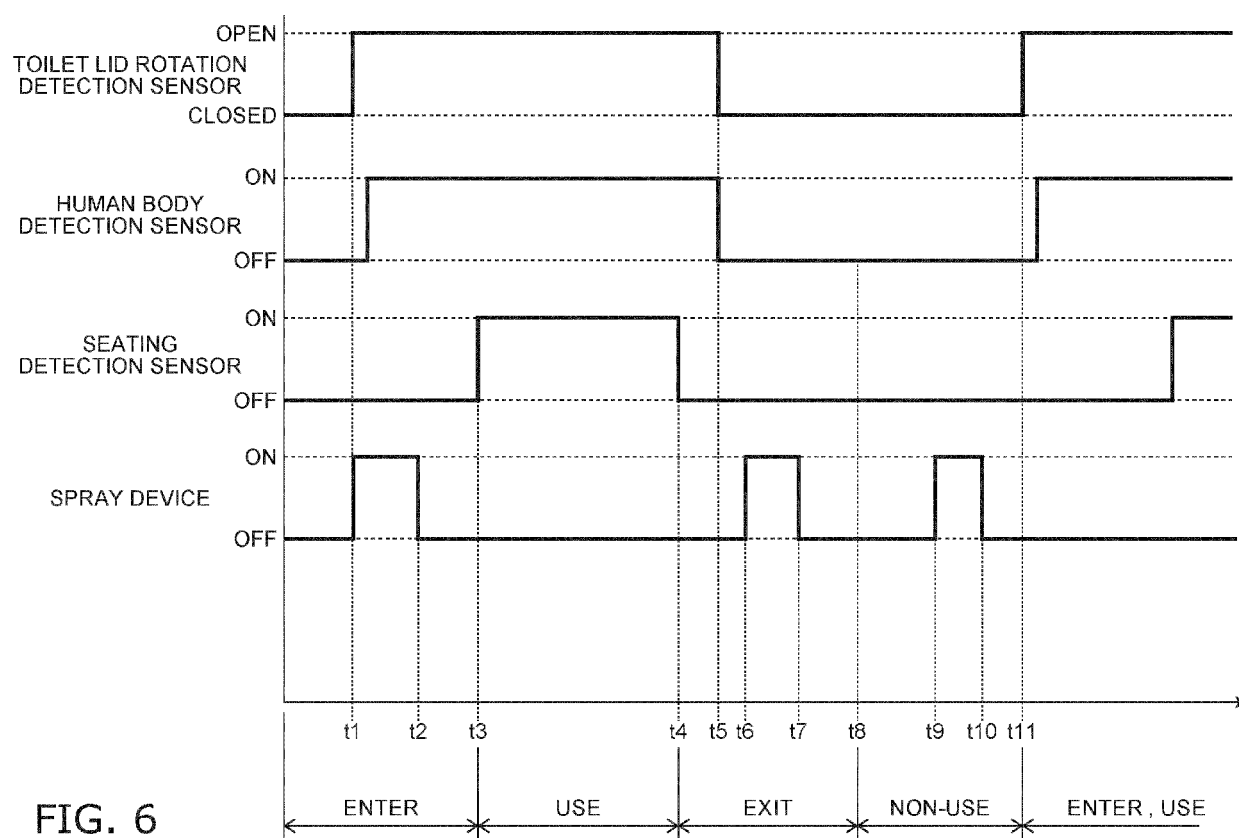 OPEN
TOILET LID ROTATION
DETECTION SENSOR
CLOSED
ON
HUMAN BODY
DETECTION SENSOR
OFF
ON
SEATING
DETECTION SENSOR
OFF
ON
SPRAY DEVICE
OFF
t1 t2 t3 t4 t5 t6 t7 t8 t9 t10 t11
ENTER USE EXIT NON-USE ENTER , USE
FIG. 6